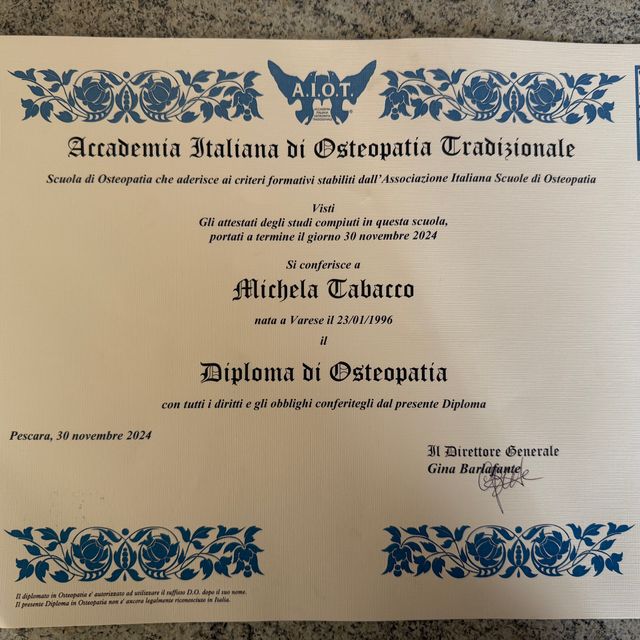 A.I.O.T.
Accademia Italiana di Osteopatia Tradizionale
Scuola di Osteopatia che aderisce ai criteri formativi stabiliti dall'Associazione Italiana Scuole di Osteopatia
Visti
Gli attestati degli studi compiuti in questa scuola,
portati a termine il giorno 30 novembre 2024
Si conferisce a
Michela Tabacco
nata a Varese il 23/01/1996
il
Diploma di Osteopatia
con tutti i diritti e gli obblighi conferitegli dal presente Diploma
Pescara, 30 novembre 2024
Il Direttore Generale
Gina Barlafante
Il diplomato in Osteopatia e' autorizzato ad utilizzare il suffisso D.O. dopo il suo nome.
Il presente Diploma in Osteopatia non e' ancora legalmente riconosciuto in Italia.